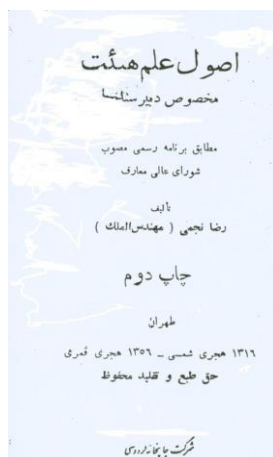 اصول علم هیئت
مخصوص دبیرستانها
مطابق برنامه رسمی مصوب
شورای عالی معارف
تألیف
رضا نجمی ( مهندس‌الملک )
چاپ دوم
طهران
۱۳۱۶ هجری شمسی ـ ۱۳۵۶ هجری قمری
حق طبع و تقلید محفوظ
شرکت چاپخانه فردوسی